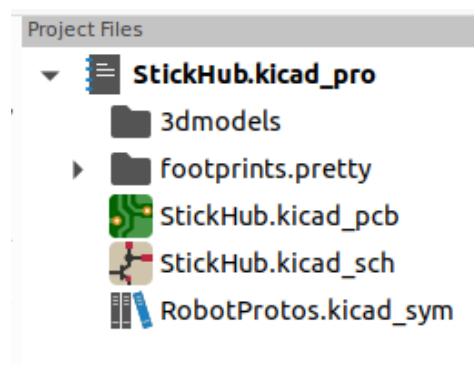 Project Files
StickHub.kicad_pro
3dmodels
footprints.pretty
StickHub.kicad_pcb
StickHub.kicad_sch
RobotProtos.kicad_sym